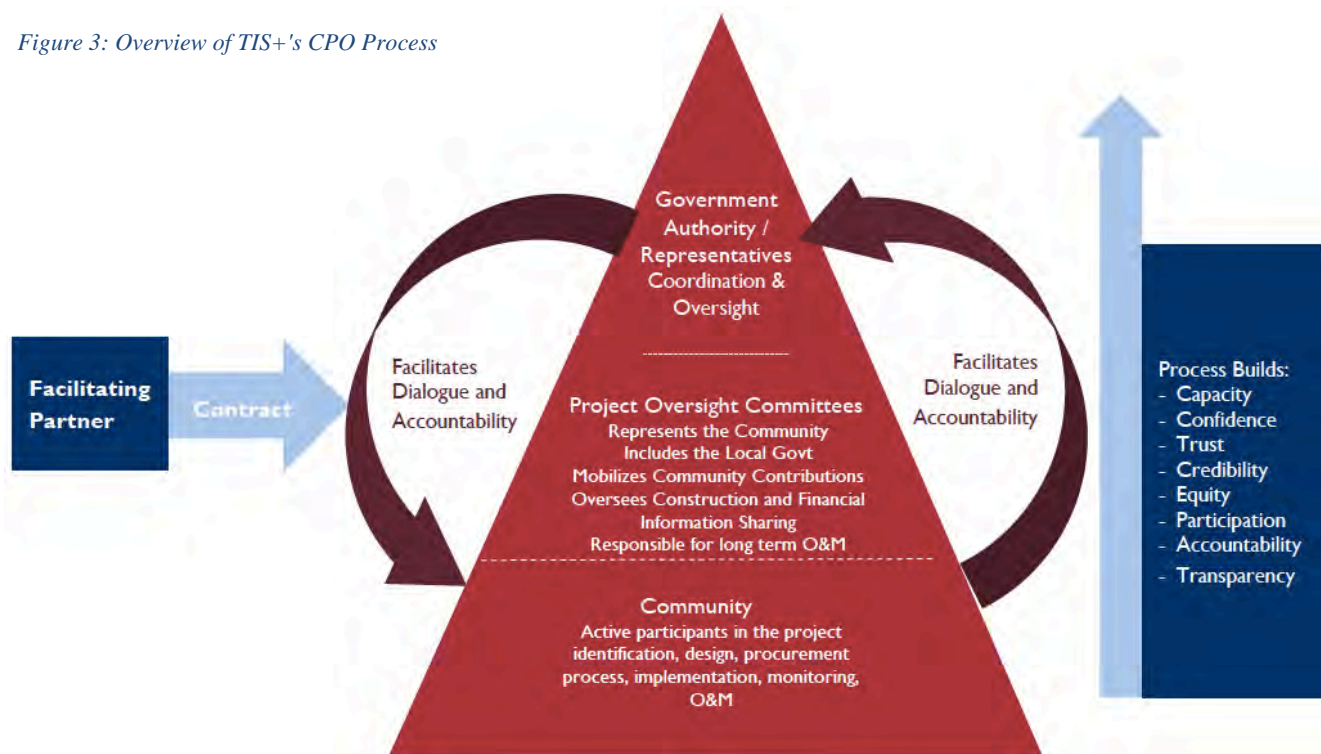 Figure 3: Overview of TIS+'s CPO Process
Government
Authority /
Representatives
Coordination &
Oversight
Facilitating
Partner
Contract
Facilitates
Dialogue and
Accountability
Project Oversight Committees
Represents the Community
Includes the Local Govt
Mobilizes Community Contributions
Oversees Construction and Financial
Information Sharing
Responsible for long term O&M
Facilitates
Dialogue and
Accountability
Community
Active participants in the project
identification, design, procurement
process, implementation, monitoring,
O&M
Process Builds:
- Capacity
- Confidence
- Trust
- Credibility
- Equity
- Participation
- Accountability
- Transparency